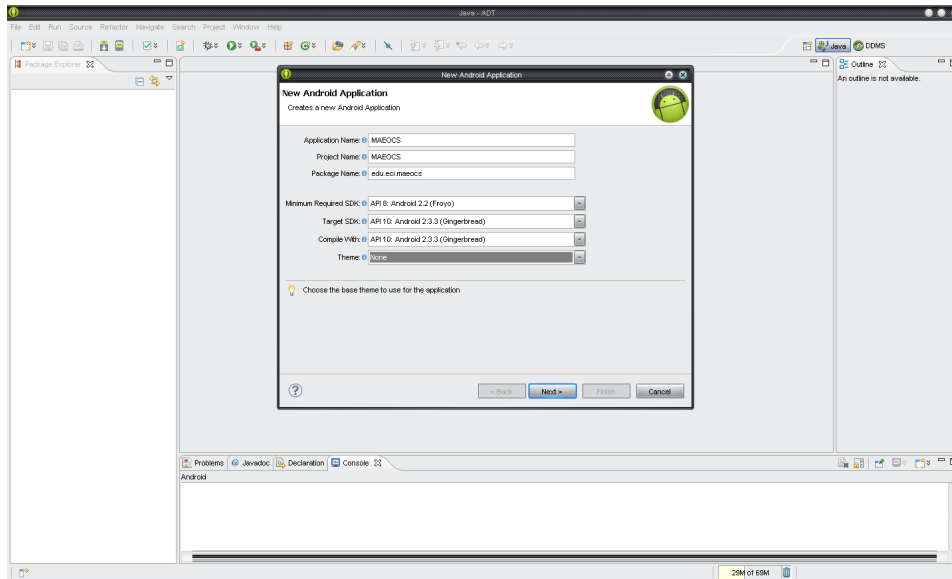 Java - ADT
File Edit Run Source Refactor Navigate Search Project Window Help
Java DDMS
Package Explorer
Outline
An outline is not available.
New Android Application
New Android Application
Creates a new Android Application
Application Name: MAEOCS
Project Name: MAEOCS
Package Name: edu.eci.maeocs
Minimum Required SDK: API 8: Android 2.2 (Froyo)
Target SDK: API 10: Android 2.3.3 (Gingerbread)
Compile With: API 10: Android 2.3.3 (Gingerbread)
Theme: None
Choose the base theme to use for the application
< Back Next > Finish Cancel
Problems Javadoc Declaration Console
Android
29M of 69M